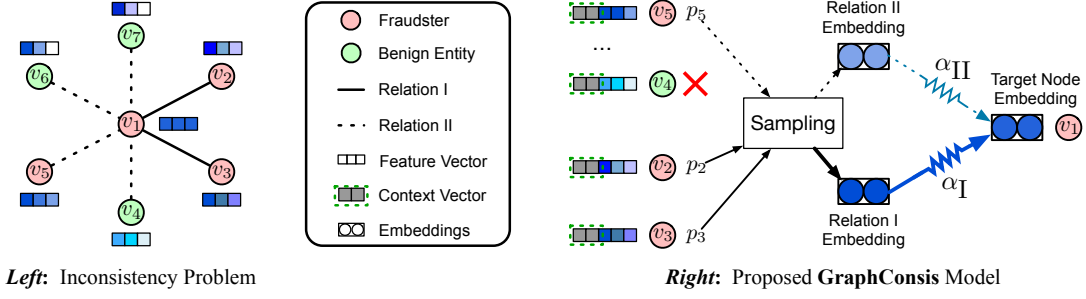 v7
v6
v2
v1
v5
v3
v4
Left: Inconsistency Problem
Fraudster
Benign Entity
Relation I
Relation II
Feature Vector
Context Vector
Embeddings
v5 p5
...
v4
v2 p2
v3 p3
Sampling
Relation II
Embedding
αII
Target Node
Embedding
v1
αI
Relation I
Embedding
Right: Proposed GraphConsis Model